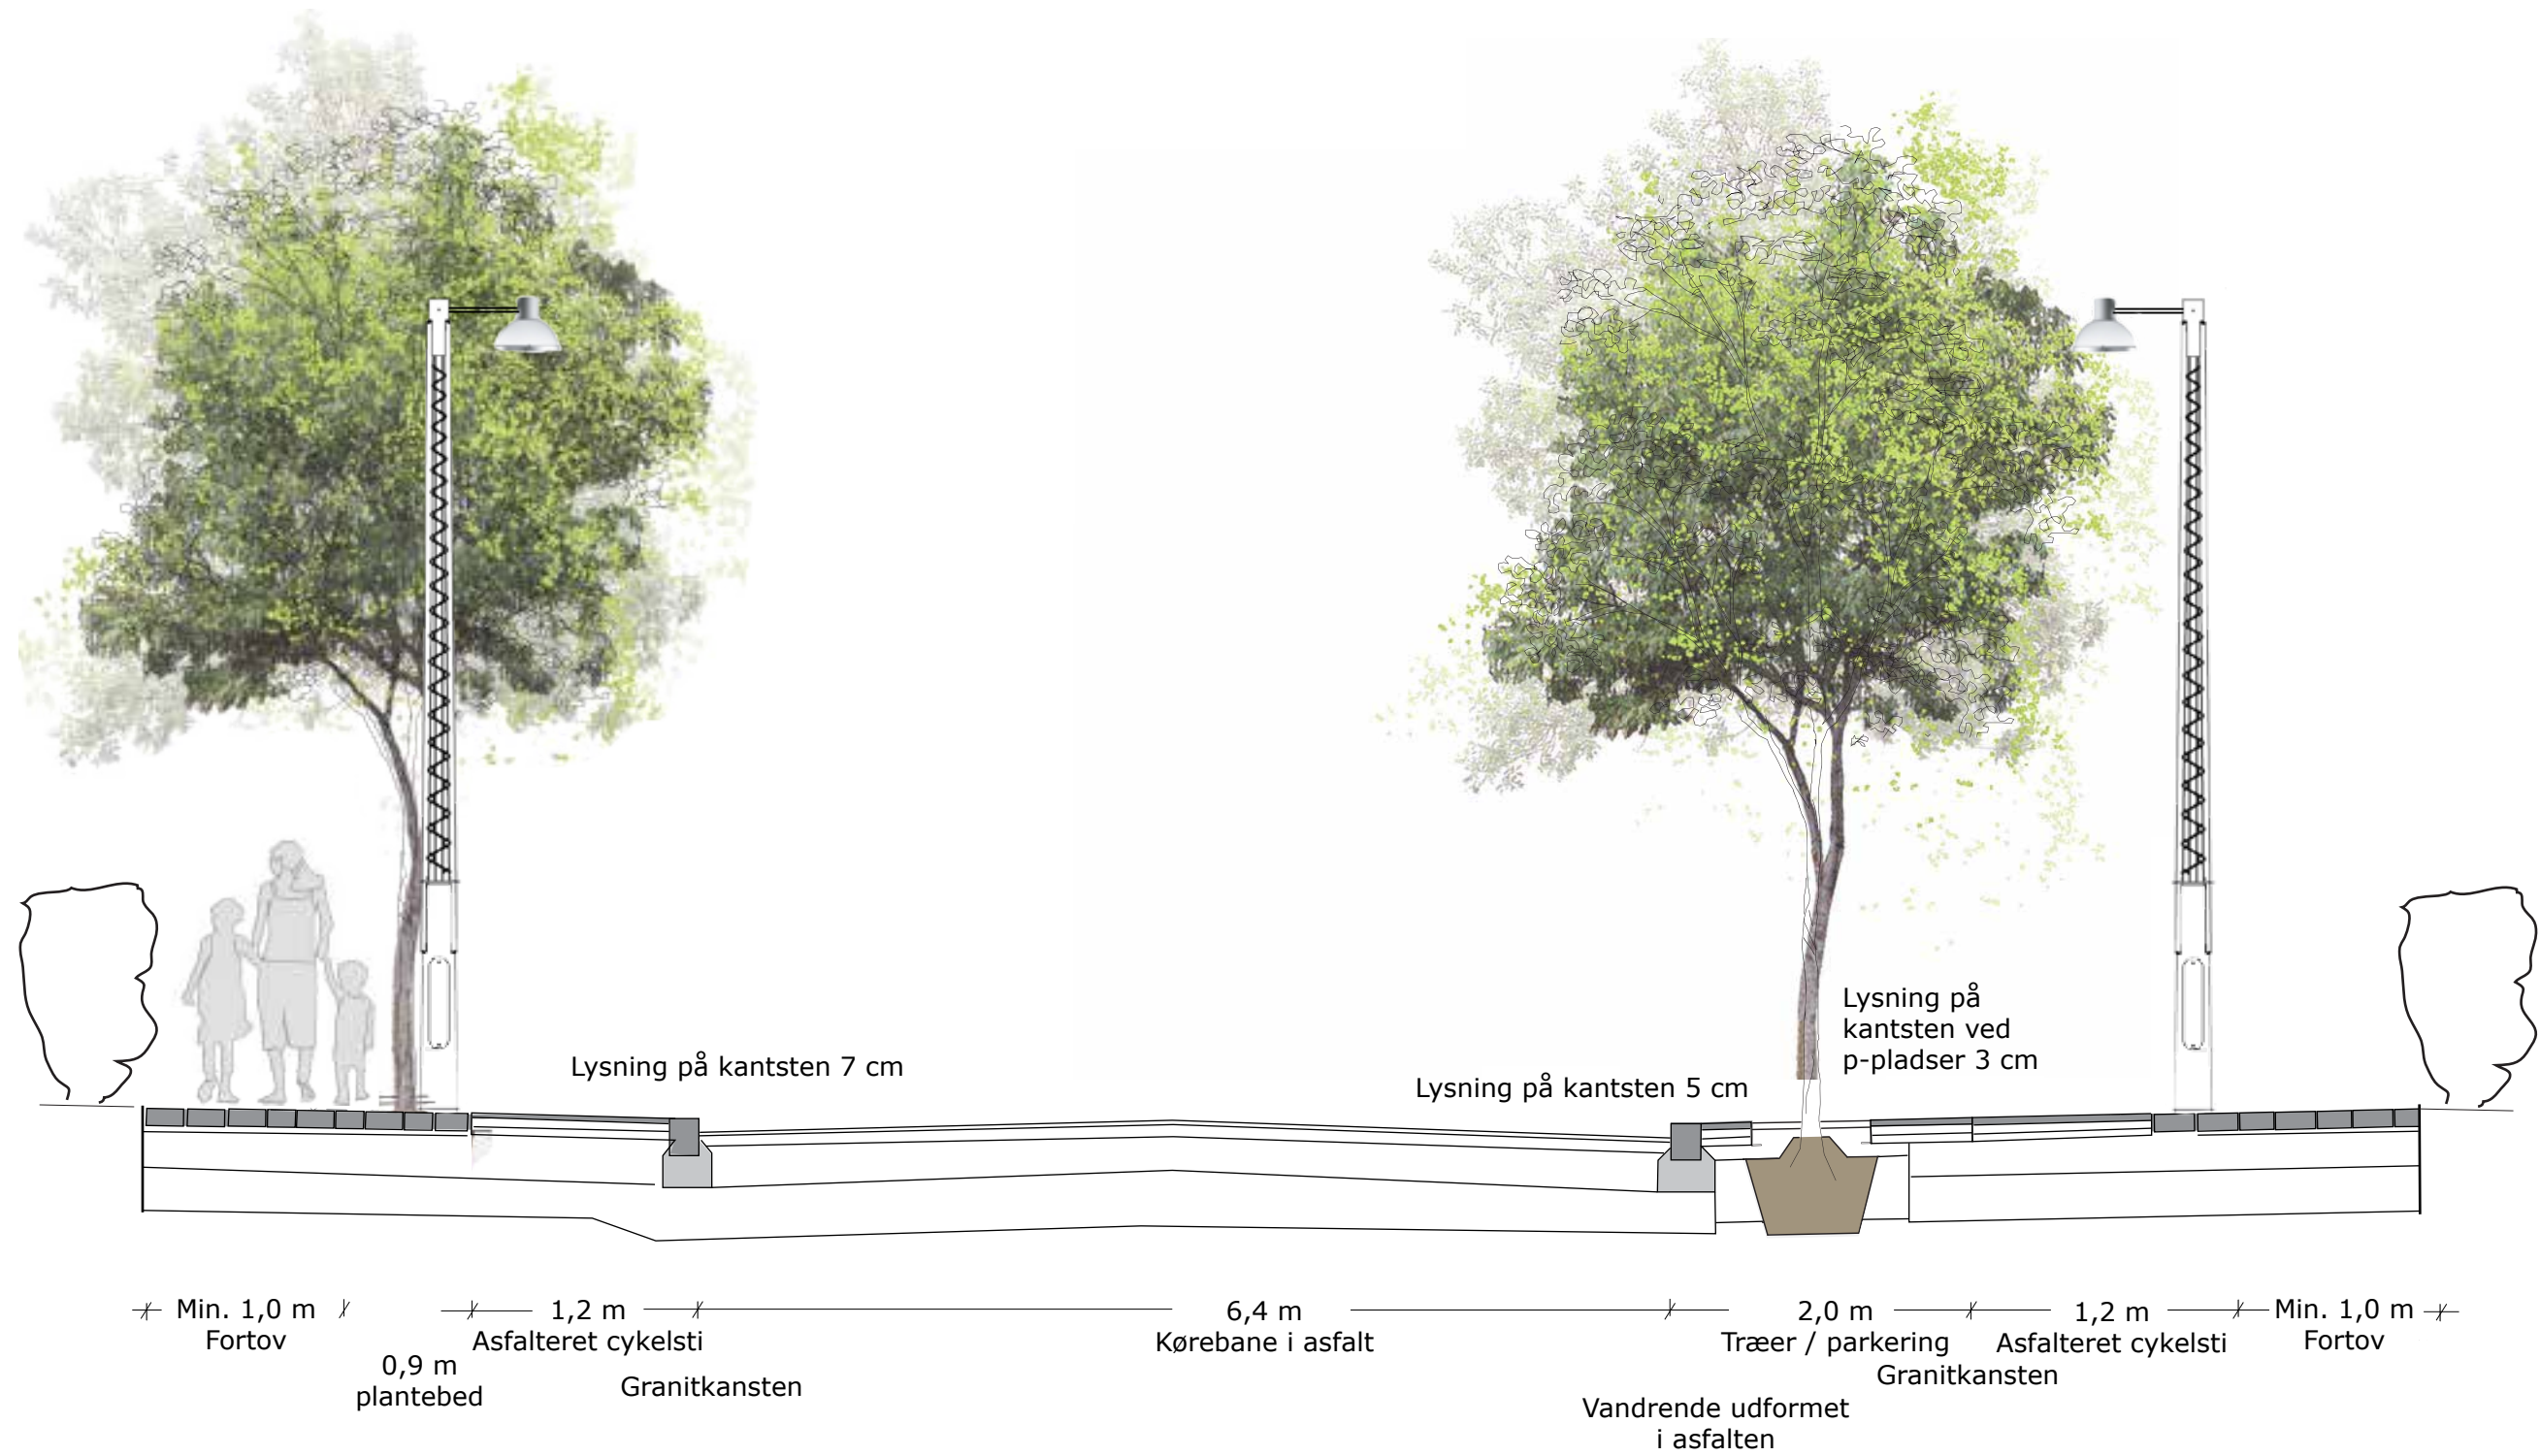 Lysning på
kantsten ved
p-pladser 3 cm
Lysning på kantsten 7 cm
Lysning på kantsten 5 cm
Min. 1,0 m
Fortov
0,9 m
plantebed
1,2 m
Asfalteret cykelsti
Granitkansten
6,4 m
Kørebane i asfalt
2,0 m
Træer / parkering
Granitkansten
Vandrende udformet
i asfalten
1,2 m
Asfalteret cykelsti
Min. 1,0 m
Fortov